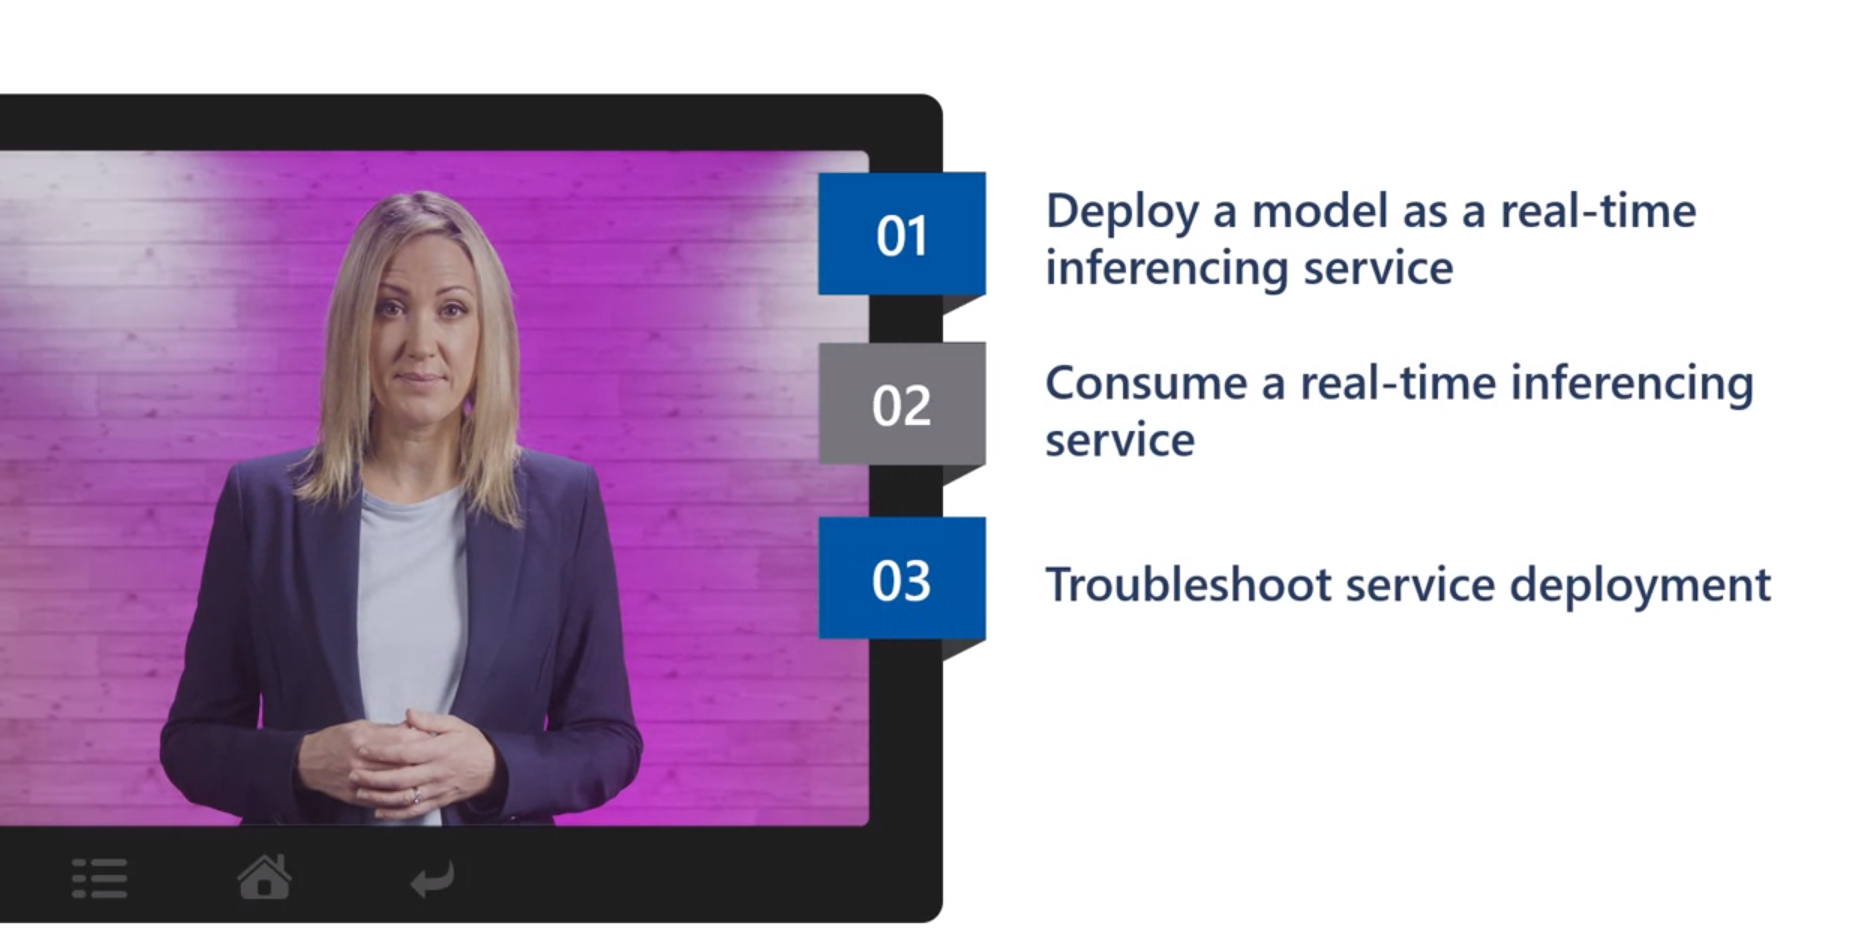 01
Deploy a model as a real-time
inferencing service
02
Consume a real-time inferencing
service
03
Troubleshoot service deployment